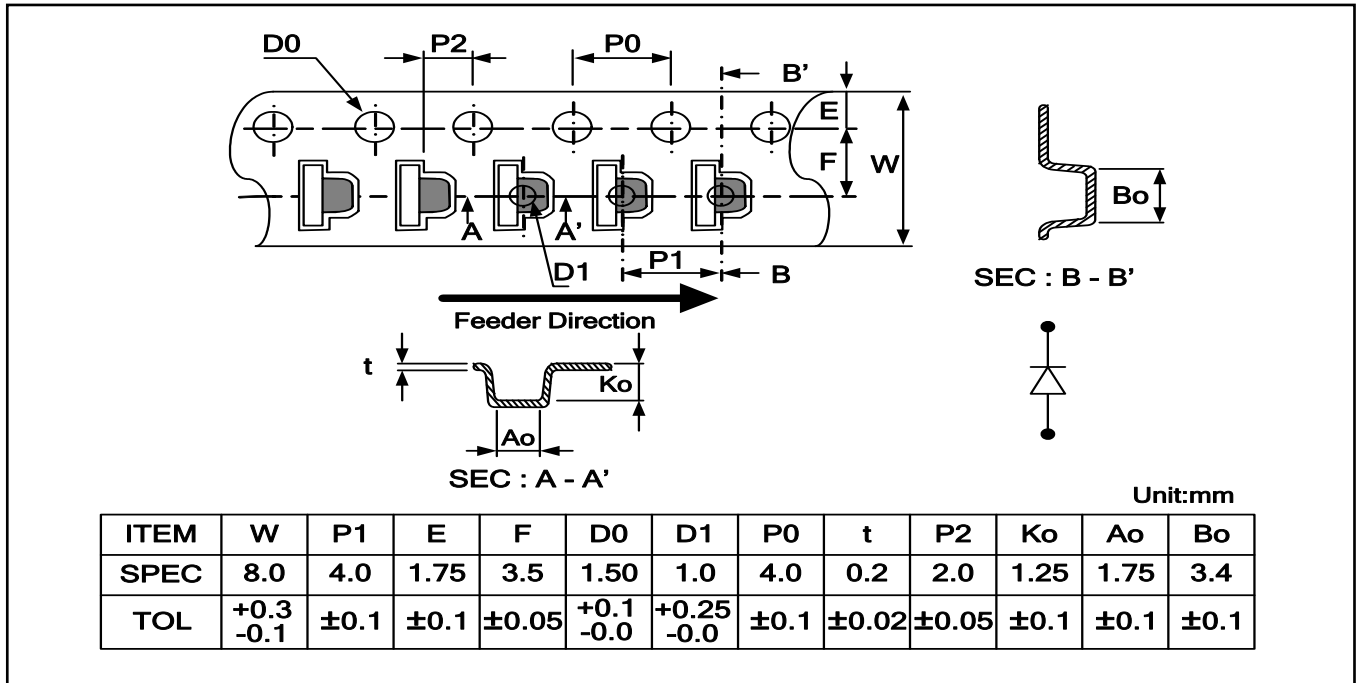 D0
P2
P0
B’
E
F
W
A
A’
D1
P1
B
Feeder Direction
Bo
SEC : B - B’
t
Ko
Ao
SEC : A - A’
Unit:mm
ITEM W P1 E F D0 D1 P0 t P2 Ko Ao Bo
SPEC 8.0 4.0 1.75 3.5 1.50 1.0 4.0 0.2 2.0 1.25 1.75 3.4
TOL +0.3 -0.1 ±0.1 ±0.1 ±0.05 +0.1 -0.0 +0.25 -0.0 ±0.1 ±0.02 ±0.05 ±0.1 ±0.1 ±0.1